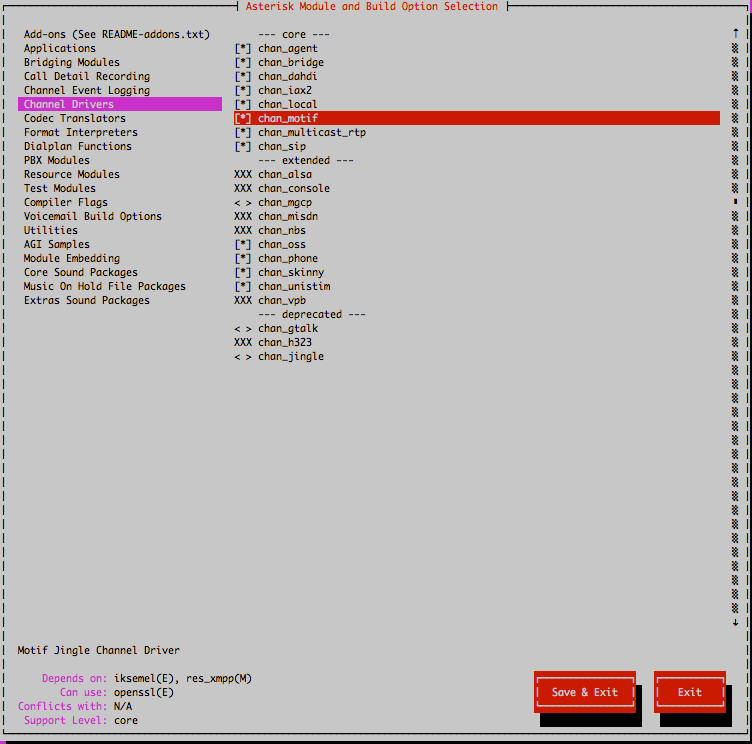 Asterisk Module and Build Option Selection
Add-ons (See README-addons.txt) --- core ---
Applications [*] chan_agent
Bridging Modules [*] chan_bridge
Call Detail Recording [*] chan_dahdi
Channel Event Logging [*] chan_iax2
Channel Drivers [*] chan_local
Codec Translators [*] chan_motif
Format Interpreters [*] chan_multicast_rtp
Dialplan Functions [*] chan_sip
PBX Modules --- extended ---
Resource Modules XXX chan_alsa
Test Modules XXX chan_console
Compiler Flags < > chan_mgcp
Voicemail Build Options XXX chan_misdn
Utilities XXX chan_nbs
AGI Samples [*] chan_oss
Module Embedding [*] chan_phone
Core Sound Packages [*] chan_skinny
Music On Hold File Packages [*] chan_unistim
Extras Sound Packages XXX chan_vpb
--- deprecated ---
< > chan_gtalk
XXX chan_h323
< > chan_jingle
Motif Jingle Channel Driver
Depends on: iksemel(E), res_xmpp(M)
Can use: openssl(E)
Conflicts with: N/A
Support Level: core
Save & Exit Exit